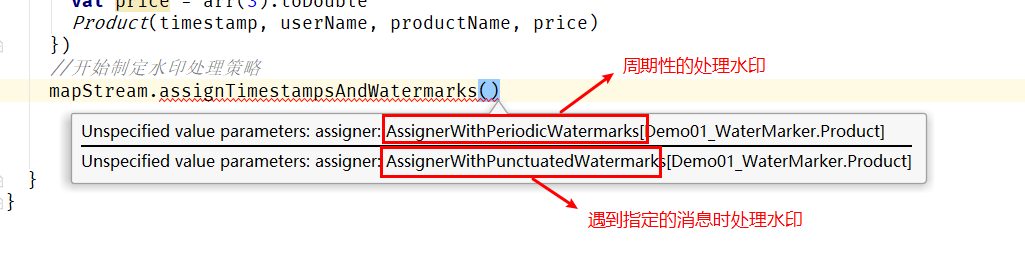 val price = arr(3).toDouble
Product(timestamp, userName, productName, price)
})
//开始制定水印处理策略
mapStream.assignTimestampsAndWatermarks()
周期性的处理水印
Unspecified value parameters: assigner: AssignerWithPeriodicWatermarks[Demo01_WaterMarker.Product]
Unspecified value parameters: assigner: AssignerWithPunctuatedWatermarks[Demo01_WaterMarker.Product]
}
}
遇到指定的消息时处理水印